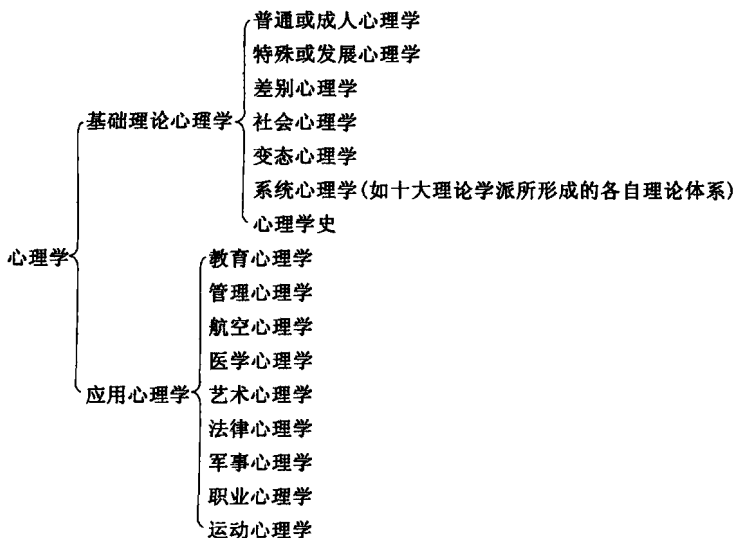 普通或成人心理学
特殊或发展心理学
差别心理学
基础理论心理学
社会心理学
变态心理学
系统心理学(如十大理论学派所形成的各自理论体系)
心理学史
心理学
教育心理学
管理心理学
航空心理学
医学心理学
应用心理学
艺术心理学
法律心理学
军事心理学
职业心理学
运动心理学